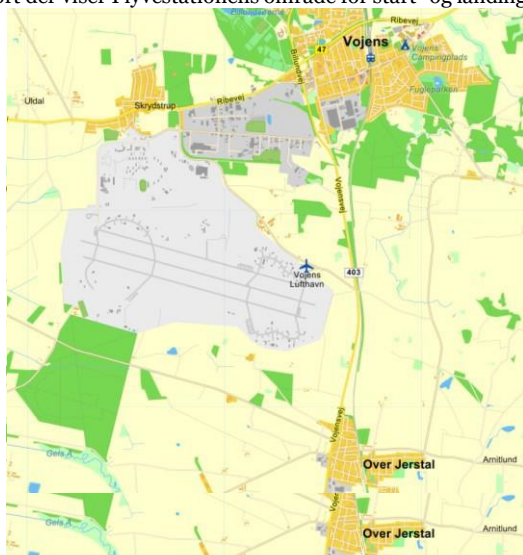 ort der viser Flyvestationens område for start- og landing
Ribevej
47
Vojens
Vojens
Campingplads
Billundvej
Fugleparken
Uldal
Skrydstrup
Ribevej
Vojensvej
403
Vojens
Lufthavn
Vojensvej
Gels Å
Over Jerstal
Arnitlund
Gels Å
Over Jerstal
Arnitlund